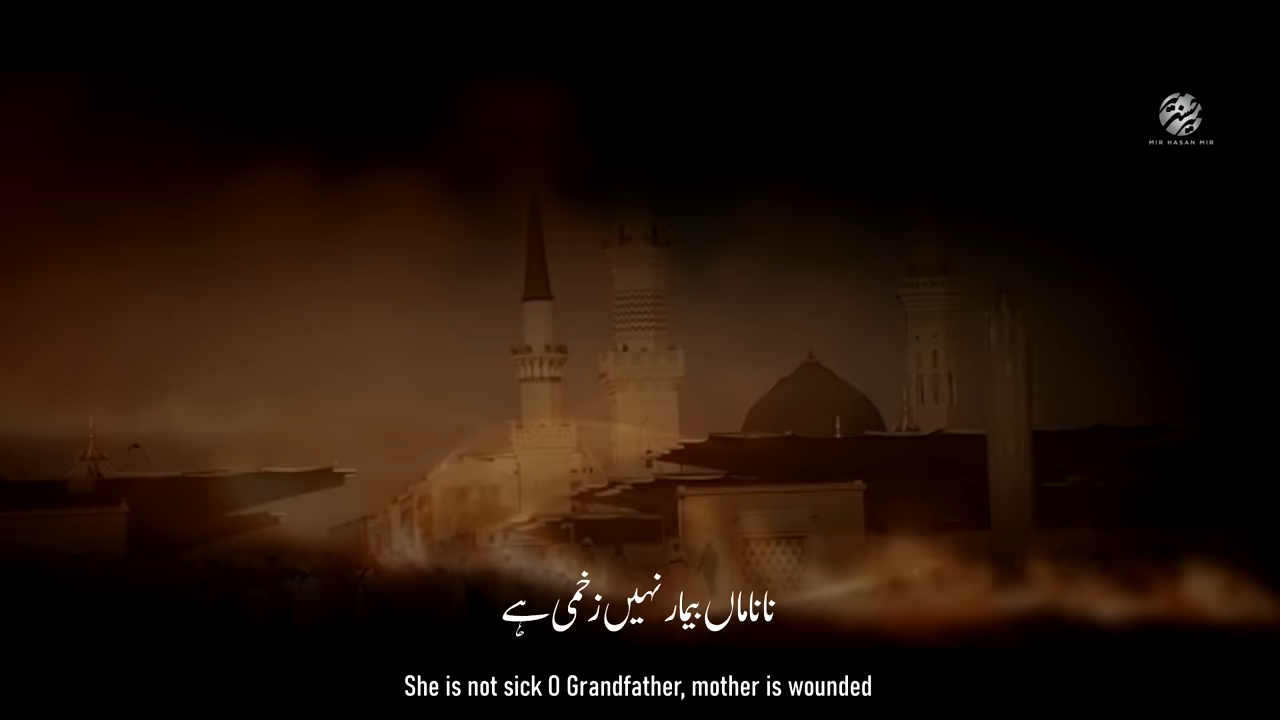 MIR HASAN MIR
نانا ماں بیمار نہیں زخمی ہے
She is not sick O Grandfather, mother is wounded